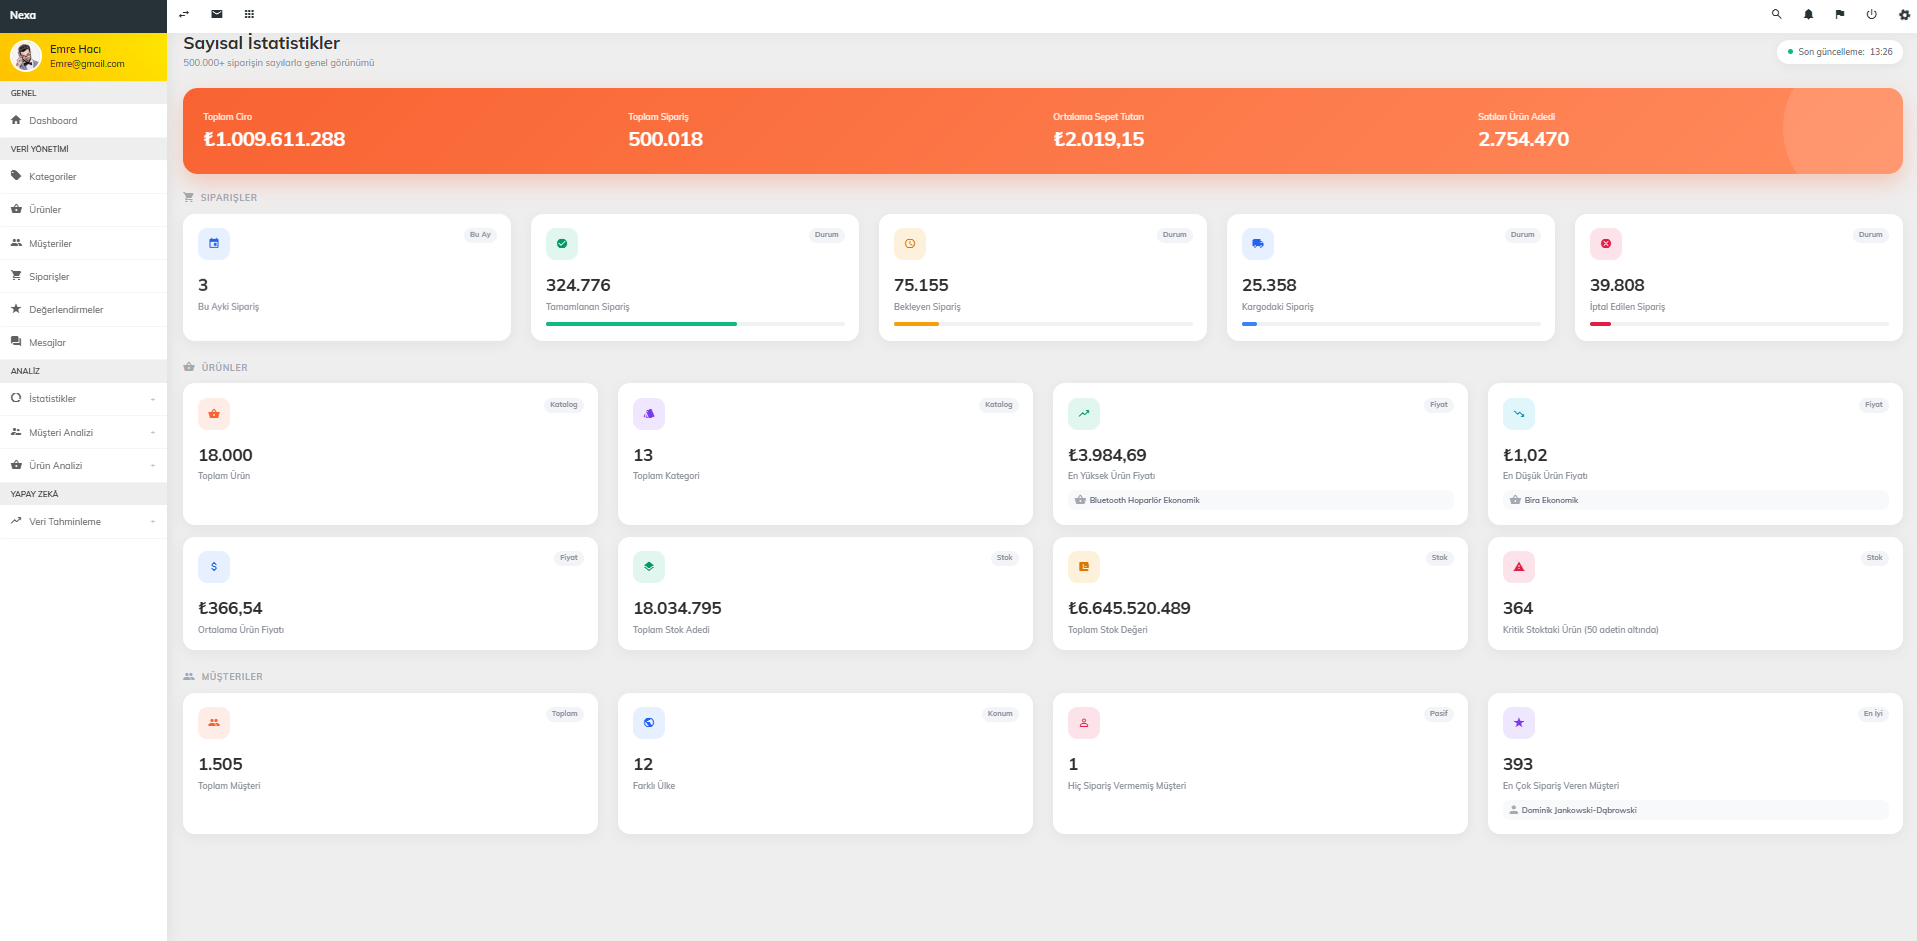 Nexa
Emre Hacı
Emre@gmail.com
GENEL
Dashboard
VERİ YÖNETİMİ
Kategoriler
Ürünler
Müşteriler
Siparişler
Değerlendirmeler
Mesajlar
ANALİZ
İstatistikler
Müşteri Analizi
Ürün Analizi
YAPAY ZEKÂ
Veri Tahminleme
Sayısal İstatistikler
500.000+ siparişin sayılarla genel görünümü
Son güncelleme: 13:26
Toplam Ciro
₺1.009.611.288
Toplam Sipariş
500.018
Ortalama Sepet Tutarı
₺2.019,15
Satılan Ürün Adedi
2.754.470
SIPARIŞLER
Bu Ay
3
Bu Ayki Sipariş
Durum
324.776
Tamamlanan Sipariş
Durum
75.155
Bekleyen Sipariş
Durum
25.358
Kargodaki Sipariş
Durum
39.808
İptal Edilen Sipariş
ÜRÜNLER
Katalog
18.000
Toplam Ürün
Katalog
13
Toplam Kategori
Fiyat
₺3.984,69
En Yüksek Ürün Fiyatı
Bluetooth Hoparlör Ekonomik
Fiyat
₺1,02
En Düşük Ürün Fiyatı
Bira Ekonomik
Fiyat
₺366,54
Ortalama Ürün Fiyatı
Stok
18.034.795
Toplam Stok Adedi
Stok
₺6.645.520.489
Toplam Stok Değeri
Stok
364
Kritik Stoktaki Ürün (50 adetin altında)
MÜŞTERILER
Toplam
1.505
Toplam Müşteri
Konum
12
Farklı Ülke
Pasif
1
Hiç Sipariş Vermemiş Müşteri
En İyi
393
En Çok Sipariş Veren Müşteri
Dominik Jankowski-Dąbrowski